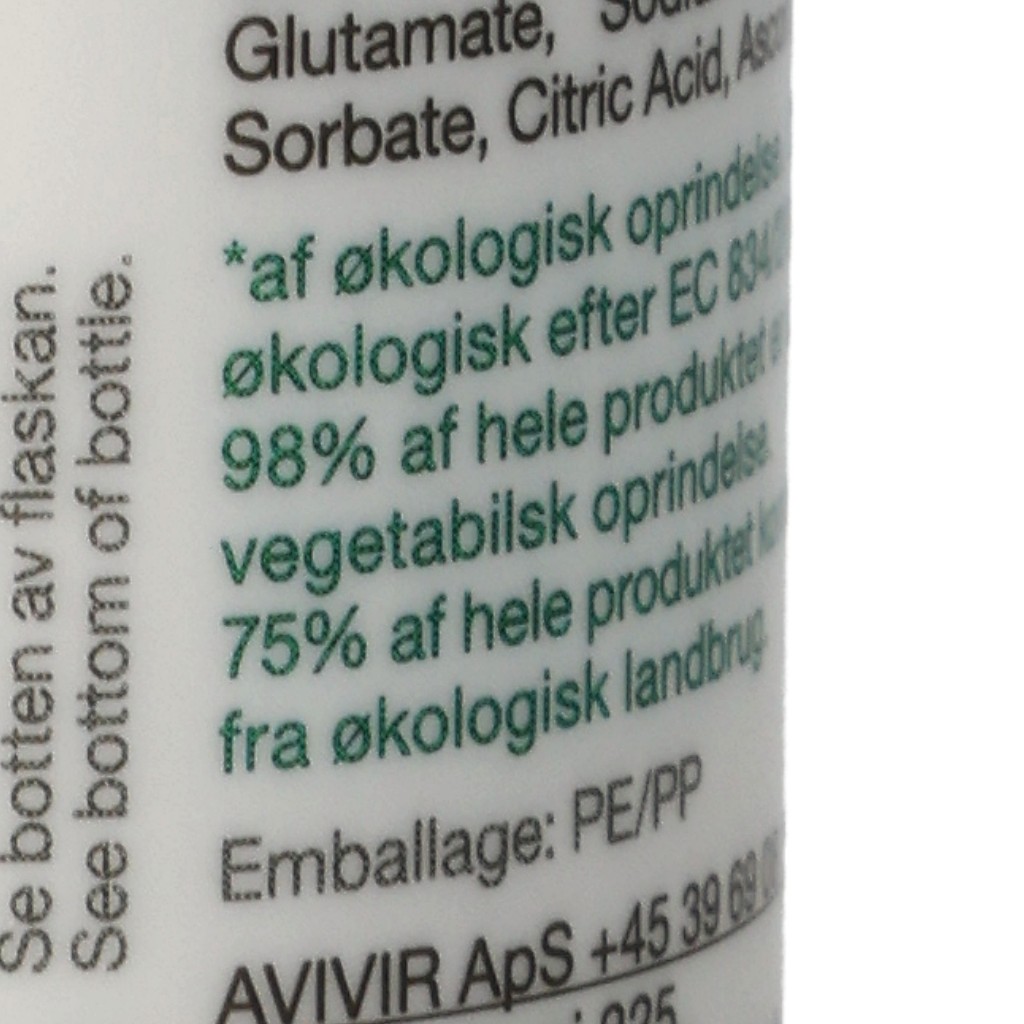 Se botten av flaskan.
See bottom of bottle.
Glutamate,
Sorbate, Citric Acid,
*af økologisk oprindelse
økologisk efter EC 834/
98% af hele produktet
vegetabilsk oprindelse.
75% af hele produktet
fra økologisk landbrug.
Emballage: PE/PP
AVIVIR ApS +45 39 69